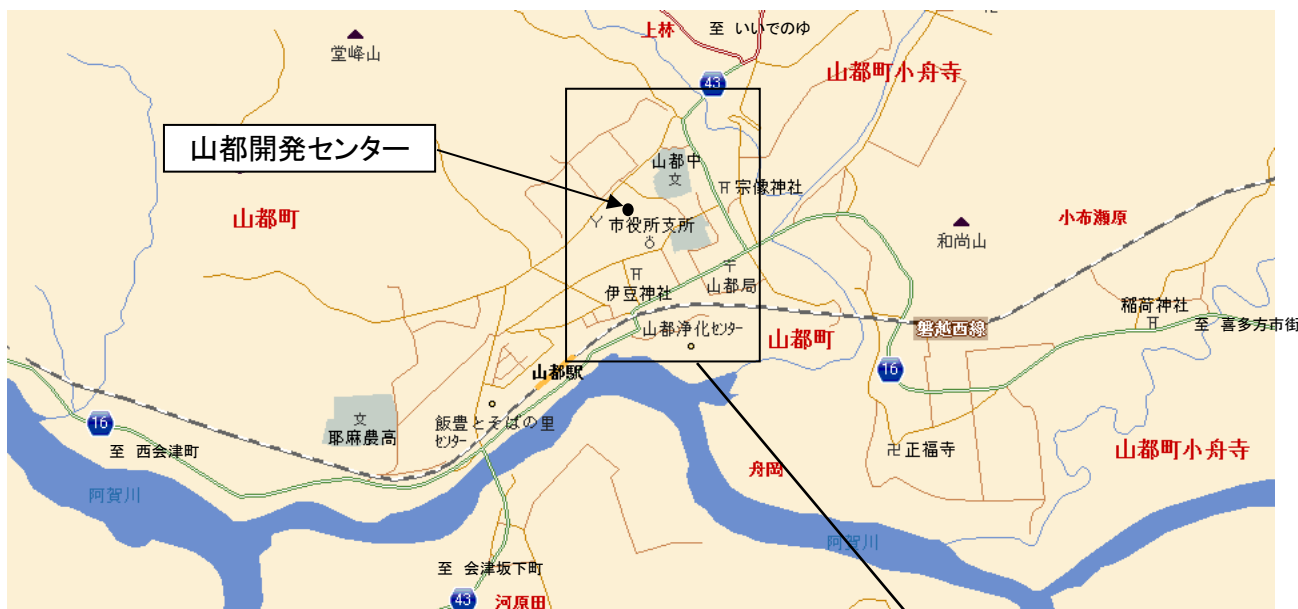 上林
至 いいでのゆ
堂峰山
43
山都町小舟寺
山都開発センター
山都中
文
宗像神社
山都町
市役所支所
小布瀬原
和尚山
山都局
伊豆神社
稲荷神社
山都浄化センター
山都町
磐越西線
至 喜多方市街
山都駅
16
文
耶麻農高
飯豊とそばの里
センター
16
至 西会津町
卍正福寺
山都町小舟寺
舟岡
阿賀川
阿賀川
至 会津坂下町
43
河原田